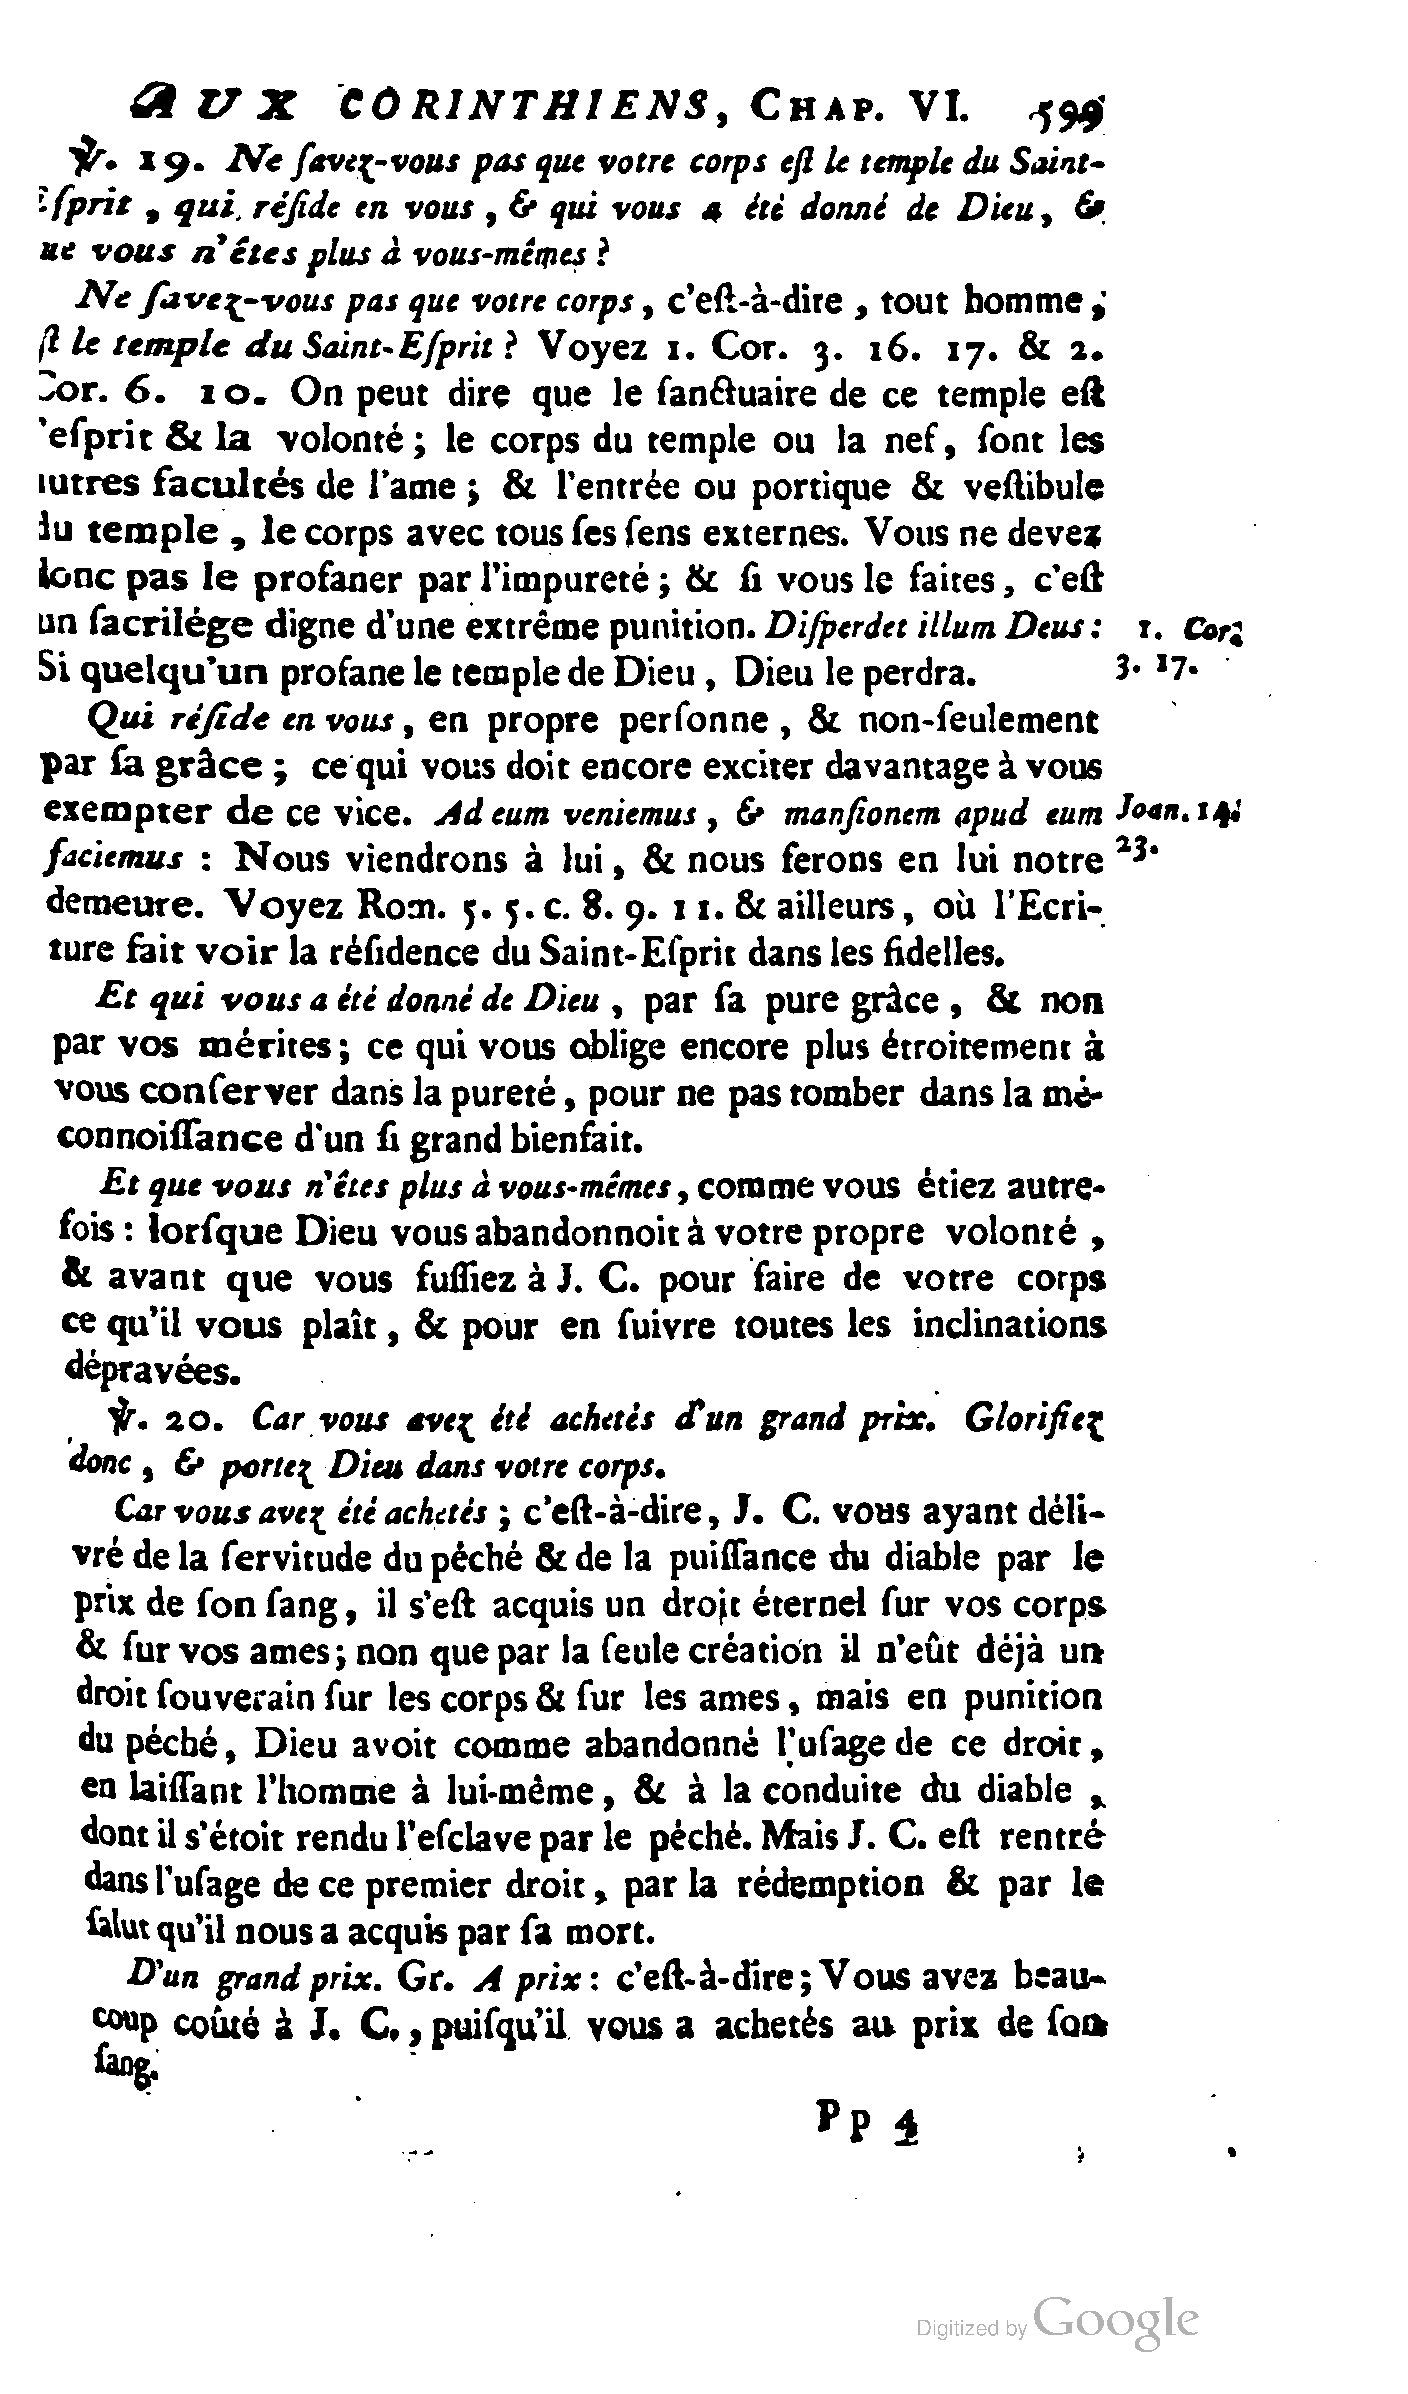 AUX CORINTHIENS, CHAP. VI. 599
℣. 19. Ne ſavez-vous pas que votre corps eſt le temple du Saint-
Eſprit, qui réſide en vous, & qui vous a été donné de Dieu, &
ue vous n'êtes plus à vous-mêmes?
Ne ſavez-vous pas que votre corps, c'eſt-à-dire, tout homme,
ſt le temple du Saint-Eſprit? Voyez 1. Cor. 3. 16. 17. & 2.
Cor. 6. 10. On peut dire que le ſanctuaire de ce temple eſt
'eſprit & la volonté; le corps du temple ou la nef, ſont les
utres facultés de l'ame; & l'entrée ou portique & veſtibule
du temple, le corps avec tous ſes ſens externes. Vous ne devez
donc pas le profaner par l'impureté; & ſi vous le faites, c'eſt
un ſacrilége digne d'une extrême punition. Diſperdet illum Deus: 1. Cor.
Si quelqu'un profane le temple de Dieu, Dieu le perdra. 3. 17.
Qui réſide en vous, en propre perſonne, & non-ſeulement
par ſa grâce; ce qui vous doit encore exciter davantage à vous
exempter de ce vice. Ad eum veniemus, & manſionem apud eum Joan. 14.
faciemus: Nous viendrons à lui, & nous ferons en lui notre 23.
demeure. Voyez Rom. 5. 5. c. 8. 9. 11. & ailleurs, où l'Ecri-
ture fait voir la réſidence du Saint-Eſprit dans les fidelles.
Et qui vous a été donné de Dieu, par ſa pure grâce, & non
par vos mérites; ce qui vous oblige encore plus étroitement à
vous conſerver dans la pureté, pour ne pas tomber dans la mé-
connoiſſance d'un ſi grand bienfait.
Et que vous n'êtes plus à vous-mêmes, comme vous étiez autre-
fois: lorſque Dieu vous abandonnoit à votre propre volonté,
& avant que vous fuſſiez à J. C. pour faire de votre corps
ce qu'il vous plaît, & pour en ſuivre toutes les inclinations
dépravées.
℣. 20. Car vous avez été achetés d'un grand prix. Glorifiez
donc, & portez Dieu dans votre corps.
Car vous avez été achetés; c'eſt-à-dire, J. C. vous ayant déli-
vré de la ſervitude du péché & de la puiſſance du diable par le
prix de ſon ſang, il s'eſt acquis un droit éternel ſur vos corps
& ſur vos ames; non que par la ſeule création il n'eût déjà un
droit ſouverain ſur les corps & ſur les ames, mais en punition
du péché, Dieu avoit comme abandonné l'uſage de ce droit,
en laiſſant l'homme à lui-même, & à la conduite du diable,
dont il s'étoit rendu l'eſclave par le péché. Mais J. C. eſt rentré
dans l'uſage de ce premier droit, par la rédemption & par le
ſalut qu'il nous a acquis par ſa mort.
D'un grand prix. Gr. A prix: c'eſt-à-dire; Vous avez beau-
coup coûté à J. C., puiſqu'il vous a achetés au prix de ſon
ſang.
Pp 4
Digitized by Google